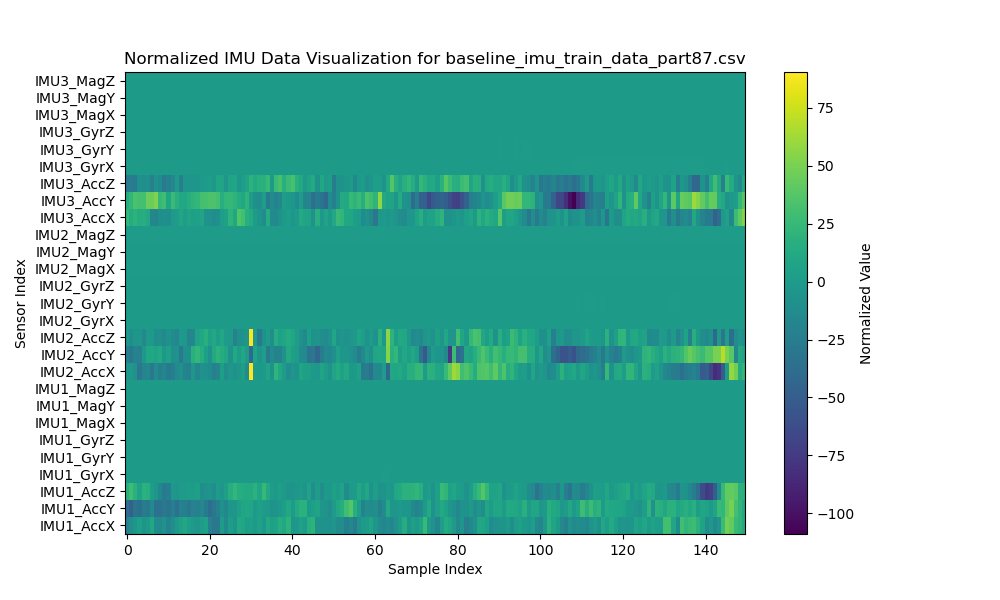 Normalized IMU Data Visualization for baseline_imu_train_data_part87.csv
IMU3_MagZ
IMU3_MagY
IMU3_MagX
IMU3_GyrZ
IMU3_GyrY
IMU3_GyrX
IMU3_AccZ
IMU3_AccY
IMU3_AccX
IMU2_MagZ
IMU2_MagY
IMU2_MagX
IMU2_GyrZ
IMU2_GyrY
IMU2_GyrX
IMU2_AccZ
IMU2_AccY
IMU2_AccX
IMU1_MagZ
IMU1_MagY
IMU1_MagX
IMU1_GyrZ
IMU1_GyrY
IMU1_GyrX
IMU1_AccZ
IMU1_AccY
IMU1_AccX
Sensor Index
0 20 40 60 80 100 120 140
Sample Index
75
50
25
0
−25
−50
−75
−100
Normalized Value